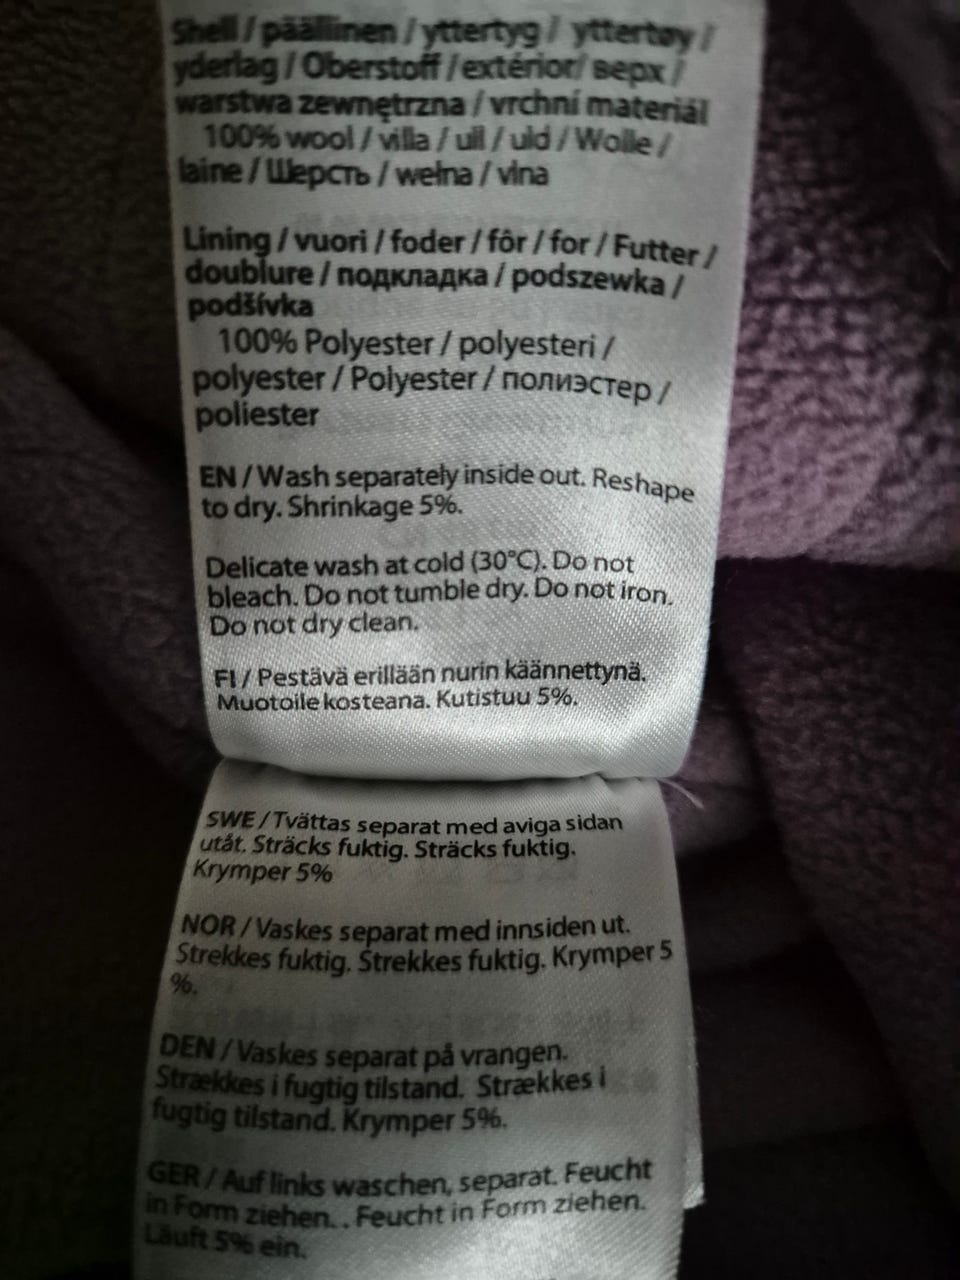 Shell / päällinen / yttertyg / yttertøy /
yderlag / Oberstoff / extérior/ верх /
warstwa zewnętrzna / vrchní materiál
100% wool / villa / ull / uld / Wolle /
laine / Шерсть / wełna / vlna
Lining / vuori / foder / fôr / for / Futter /
doublure / подкладка / podszewka /
podšívka
100% Polyester / polyesteri /
polyester / Polyester / полиэстер /
poliester
EN / Wash separately inside out. Reshape
to dry. Shrinkage 5%.
Delicate wash at cold (30°C). Do not
bleach. Do not tumble dry. Do not iron.
Do not dry clean.
FI / Pestävä erillään nurin käännettynä.
Muotoile kosteana. Kutistuu 5%.
SWE / Tvättas separat med aviga sidan
utåt. Sträcks fuktig. Sträcks fuktig.
Krymper 5%
NOR / Vaskes separat med innsiden ut.
Strekkes fuktig. Strekkes fuktig. Krymper 5
%.
DEN / Vaskes separat på vrangen.
Strækkes i fugtig tilstand. Strækkes i
fugtig tilstand. Krymper 5%.
GER / Auf links waschen, separat. Feucht
in Form ziehen. . Feucht in Form ziehen.
Läuft 5% ein.